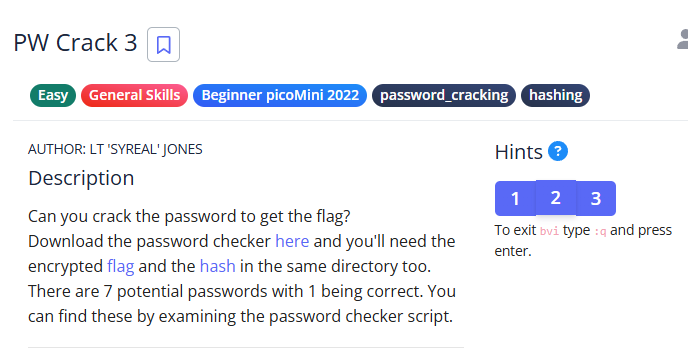 PW Crack 3
Easy General Skills Beginner picoMini 2022 password_cracking hashing
AUTHOR: LT 'SYREAL' JONES
Description
Can you crack the password to get the flag?
Download the password checker here and you'll need the
encrypted flag and the hash in the same directory too.
There are 7 potential passwords with 1 being correct. You
can find these by examining the password checker script.
Hints ?
1 2 3
To exit bvi type :q and press
enter.